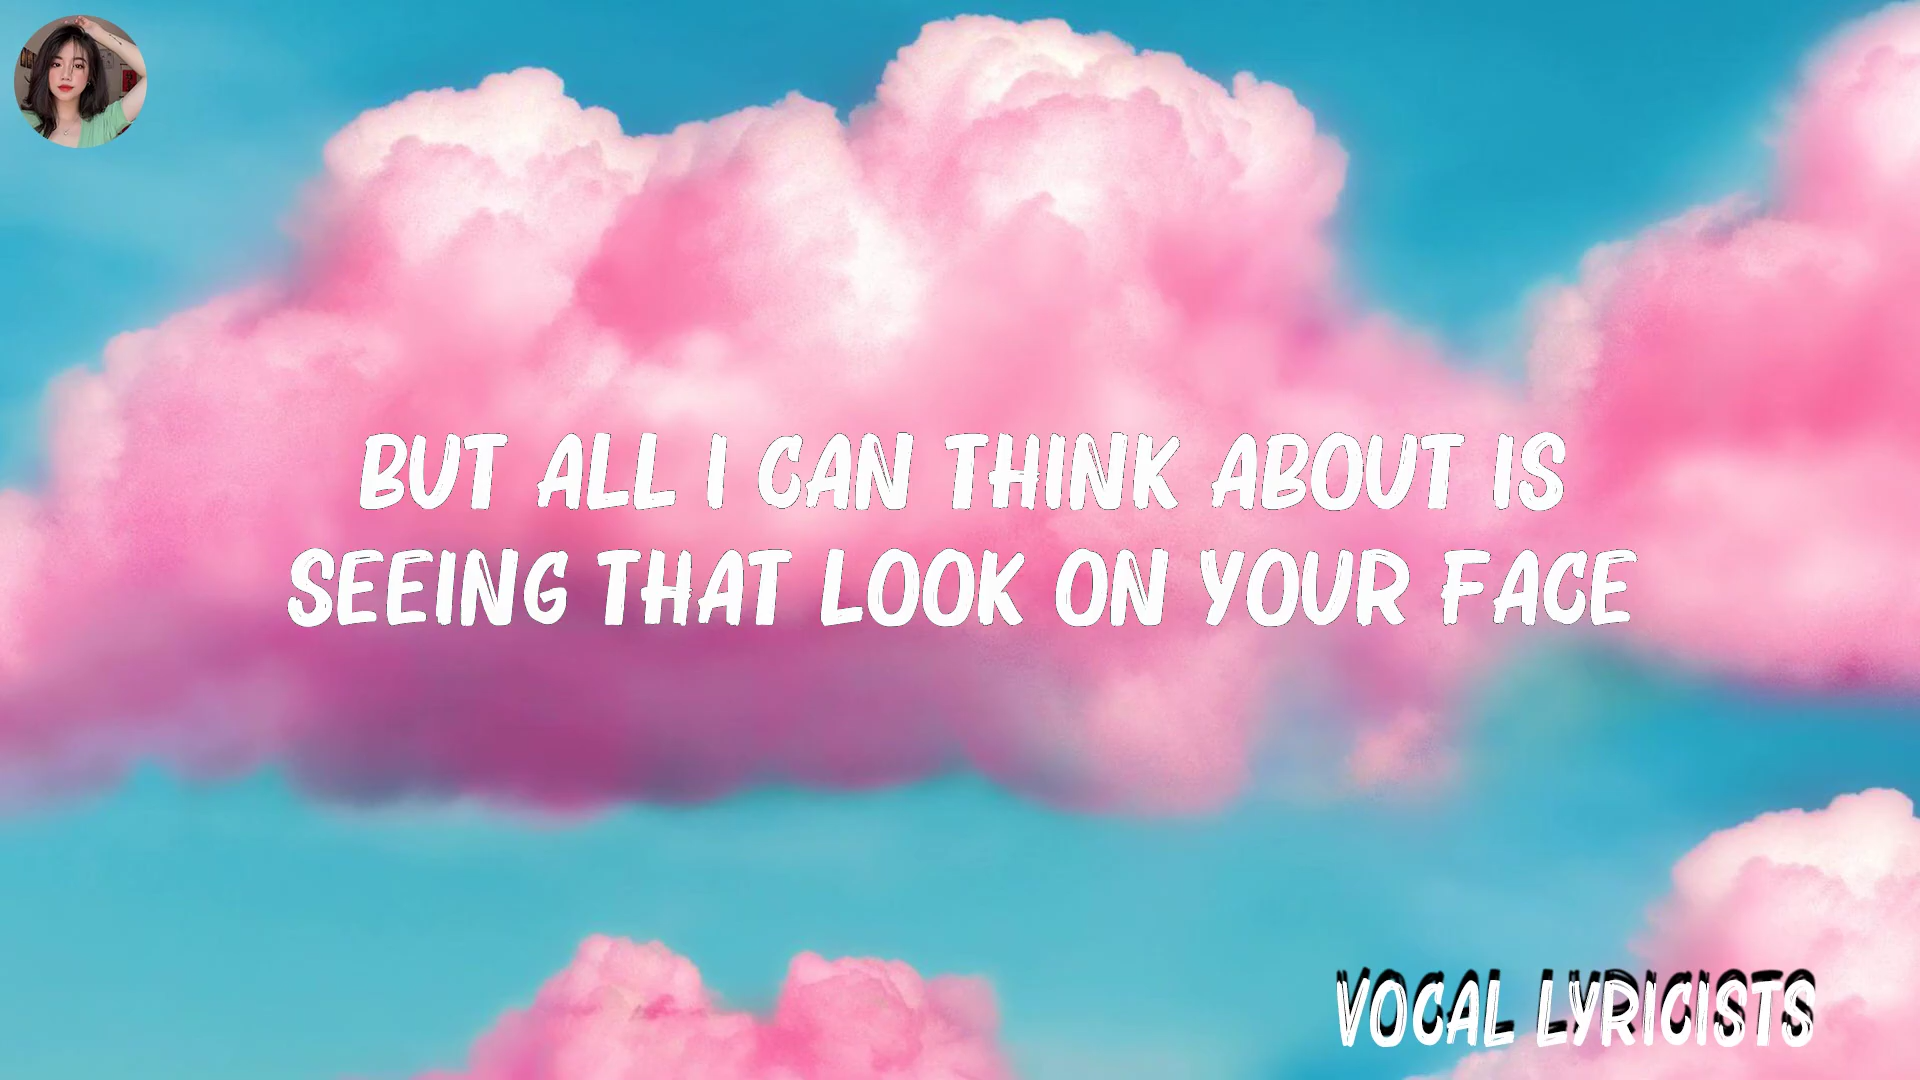 BUT ALL I CAN THINK ABOUT IS
SEEING THAT LOOK ON YOUR FACE
VOCAL LYRICISTS